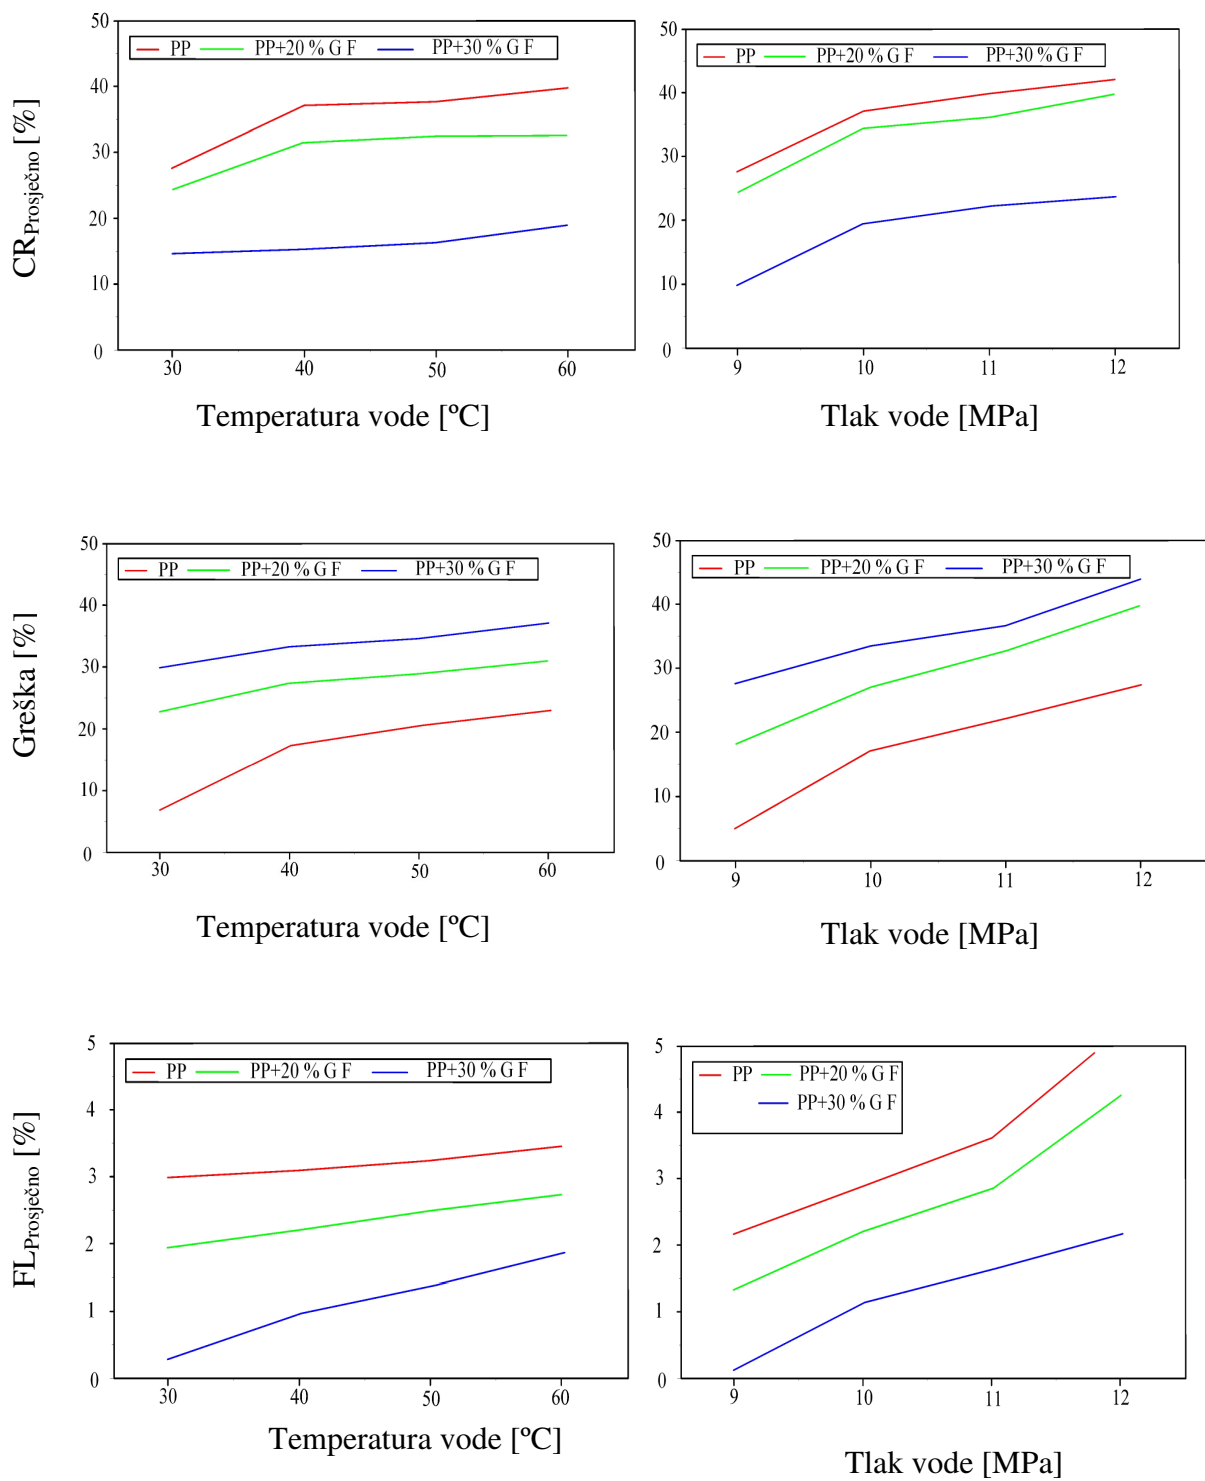 50
40
30
20
10
0
PP PP+20 % G F PP+30 % G F
30 40 50 60
CR Prosječno [%]
Temperatura vode [ºC]
50
40
30
20
10
0
PP PP+20 % G F PP+30 % G F
9 10 11 12
Tlak vode [MPa]
50
40
30
20
10
0
PP PP+20 % G F PP+30 % G F
30 40 50 60
Greška [%]
Temperatura vode [ºC]
50
40
30
20
10
0
PP PP+20 % G F PP+30 % G F
9 10 11 12
Tlak vode [MPa]
5
4
3
2
1
0
PP PP+20 % G F PP+30 % G F
30 40 50 60
FL Prosječno [%]
Temperatura vode [ºC]
5
4
3
2
1
0
PP PP+20 % G F
PP+30 % G F
9 10 11 12
Tlak vode [MPa]